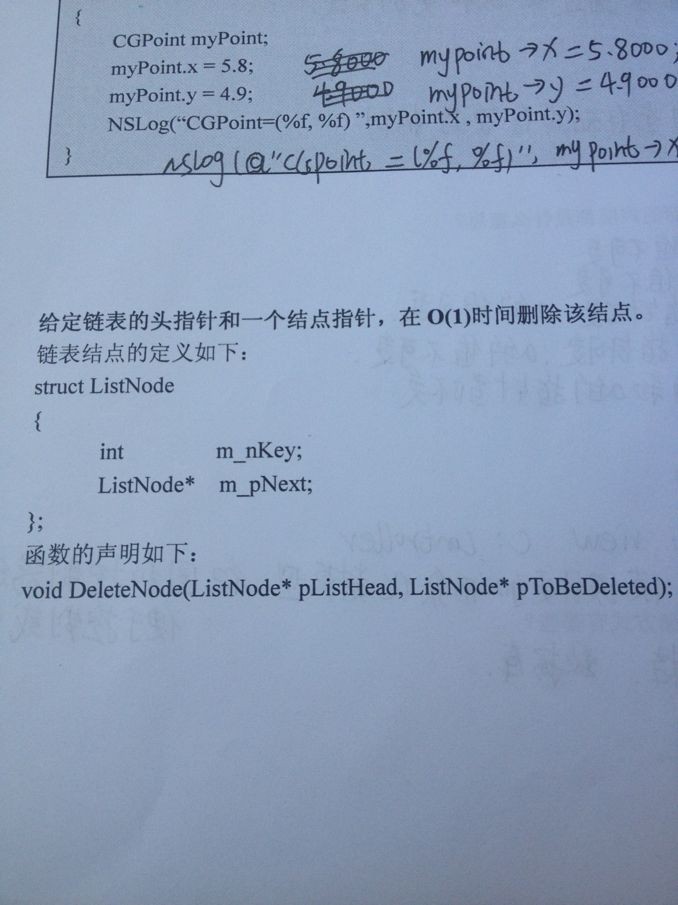 {
CGPoint myPoint;
myPoint.x = 5.8; 5.8000 mypoint→x = 5.8000;
myPoint.y = 4.9; 4.9000 mypoint→y = 4.9000
NSLog(“CGPoint=(%f, %f) ”,myPoint.x , myPoint.y);
}
NSlog(@"CGpoint = (%f, %f)", mypoint→x
给定链表的头指针和一个结点指针，在 O(1)时间删除该结点。
链表结点的定义如下：
struct ListNode
{
int m_nKey;
ListNode* m_pNext;
};
函数的声明如下：
void DeleteNode(ListNode* pListHead, ListNode* pToBeDeleted);